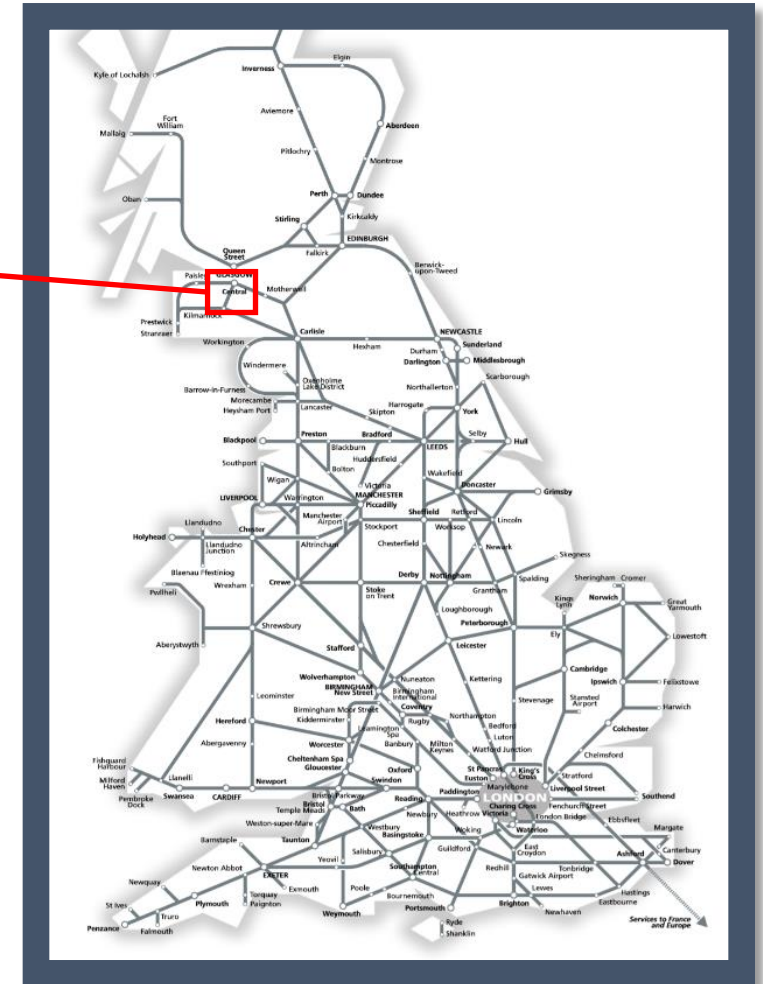 Elgin
Inverness
Kyle of Lochalsh
Aviemore
Fort
William
Aberdeen
Mallaig
Pitlochry
Montrose
Perth
Dundee
Oban
Stirling
Kirkcaldy
EDINBURGH
Queen
Street
Falkirk
Berwick-
upon-Tweed
GLASGOW
Central
Motherwell
Kilmarnock
Prestwick
Stranraer
Carlisle
NEWCASTLE
Workington
Hexham
Durham
Sunderland
Darlington
Middlesbrough
Windermere
Oxenholme
Lake District
Scarborough
Barrow-in-Furness
Northallerton
Morecambe
Heysham Port
Lancaster
Harrogate
Skipton
York
Blackpool
Preston
Bradford
Selby
Hull
Blackburn
LEEDS
Huddersfield
Southport
Bolton
Wakefield
Wigan
Victoria
MANCHESTER
Piccadilly
Doncaster
Grimsby
LIVERPOOL
Warrington
Manchester
Airport
Sheffield
Retford
Lincoln
Llandudno
Stockport
Worksop
Holyhead
Chester
Llandudno
Junction
Altrincham
Chesterfield
Newark
Skegness
Blaenau Ffestiniog
Wrexham
Crewe
Stoke
on Trent
Derby
Nottingham
Grantham
Spalding
Sheringham
Cromer
Pwllheli
Kings
Lynn
Norwich
Great
Yarmouth
Loughborough
Shrewsbury
Peterborough
Ely
Lowestoft
Aberystwyth
Stafford
Leicester
Wolverhampton
Nuneaton
Kettering
Cambridge
BIRMINGHAM
New Street
Birmingham
International
Ipswich
Felixstowe
Leominster
Stevenage
Stansted
Airport
Birmingham Moor Street
Coventry
Harwich
Hereford
Kidderminster
Rugby
Northampton
Leamington
Spa
Bedford
Colchester
Abergavenny
Worcester
Banbury
Milton
Keynes
Luton
Watford Junction
Chelmsford
Cheltenham Spa
Gloucester
Fishguard
Harbour
Oxford
St Pancras
King's
Cross
Stratford
Llanelli
Euston
Milford
Haven
Newport
Swindon
Paddington
Marylebone
Liverpool Street
Pembroke
Dock
Swansea
CARDIFF
Bristol Parkway
Reading
LONDON
Southend
Bristol
Temple Meads
Bath
Charing Cross
Fenchurch Street
Newbury
Heathrow
Victoria
London Bridge
Weston-super-Mare
Ebbsfleet
Westbury
Basingstoke
Woking
Waterloo
Margate
Barnstaple
Taunton
Guildford
East
Croydon
Canterbury
Yeovil
Salisbury
Ashford
Dover
Newton Abbot
Southampton
Central
Redhill
Tonbridge
EXETER
Gatwick Airport
Newquay
Exmouth
Poole
Lewes
Hastings
Torquay
Paignton
Bournemouth
Eastbourne
St Ives
Plymouth
Portsmouth
Brighton
Newhaven
Truro
Weymouth
Ryde
Services to France
and Europe
Penzance
Falmouth
Shanklin